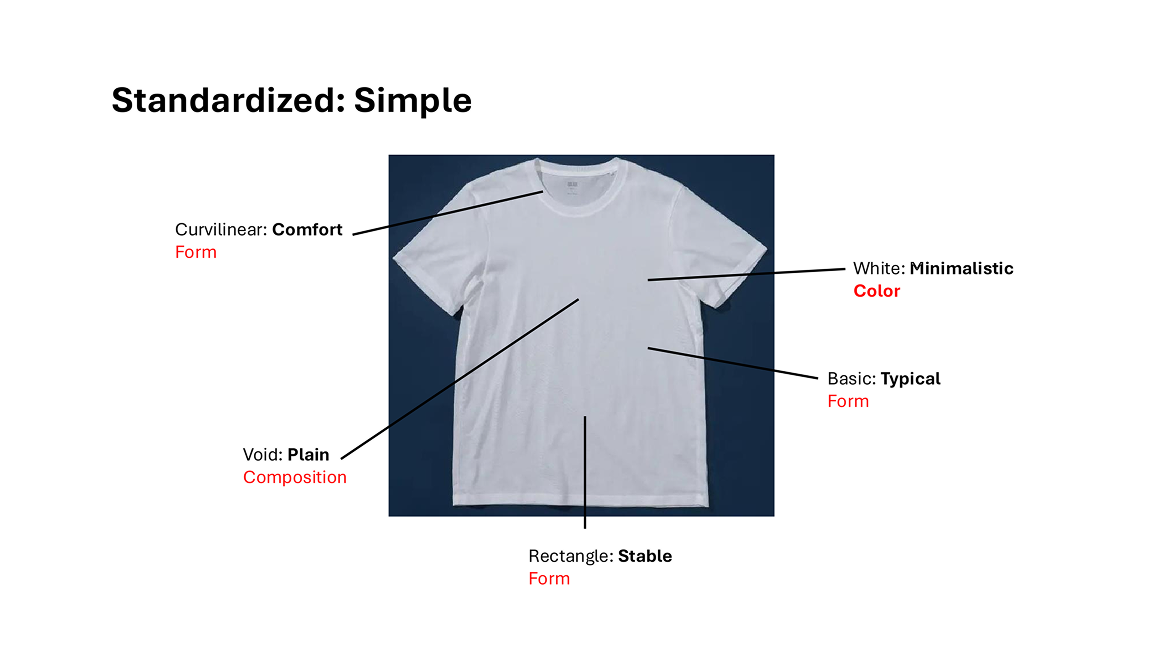 Standardized: Simple
Curvilinear: Comfort
Form
White: Minimalistic
Color
Basic: Typical
Form
Void: Plain
Composition
Rectangle: Stable
Form